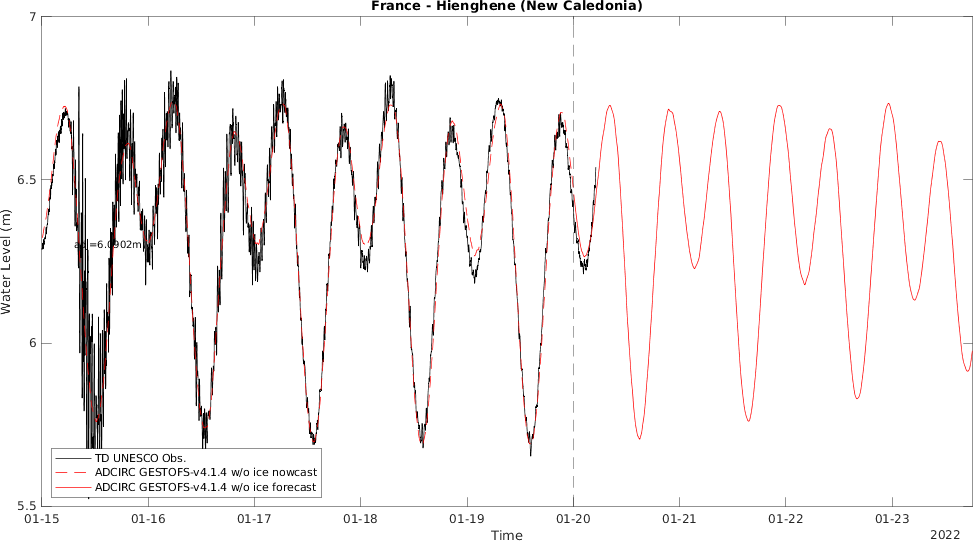 France - Hienghene (New Caledonia)
7
6.5
6
5.5
Water Level (m)
=6.0902m
TD UNESCO Obs.
ADCIRC GESTOFS-v4.1.4 w/o ice nowcast
ADCIRC GESTOFS-v4.1.4 w/o ice forecast
01-15 01-16 01-17 01-18 01-19 01-20 01-21 01-22 01-23
Time
2022